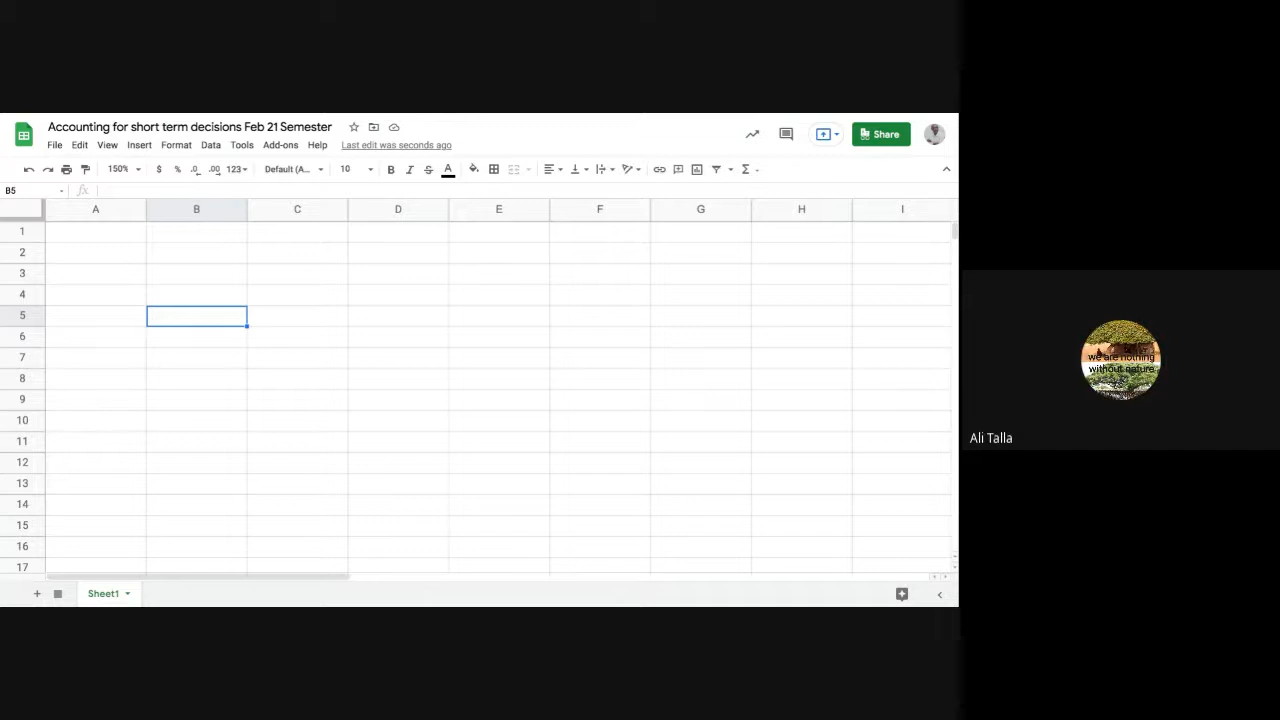 Accounting for short term decisions Feb 21 Semester
File Edit View Insert Format Data Tools Add-ons Help Last edit was seconds ago
Share
150% $ % .0 .00 123 Default (A... 10 B I S A Σ
B5 fx
A B C D E F G H I
1
2
3
4
5
6
7
8
9
10
11
12
13
14
15
16
17
Sheet1
we are nothing
without nature
Ali Talla